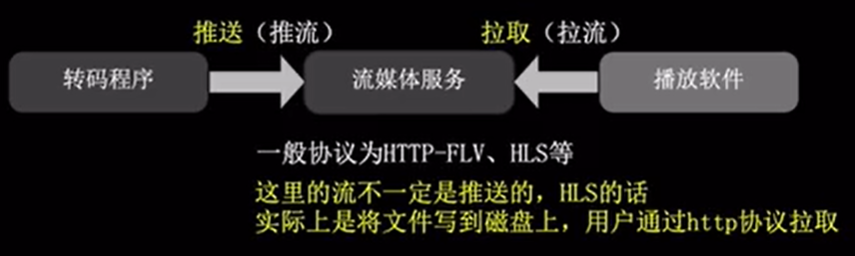 推送（推流）
拉取（拉流）
转码程序
流媒体服务
播放软件
一般协议为HTTP-FLV、HLS等
这里的流不一定是推送的，HLS的话
实际上是将文件写到磁盘上，用户通过http协议拉取